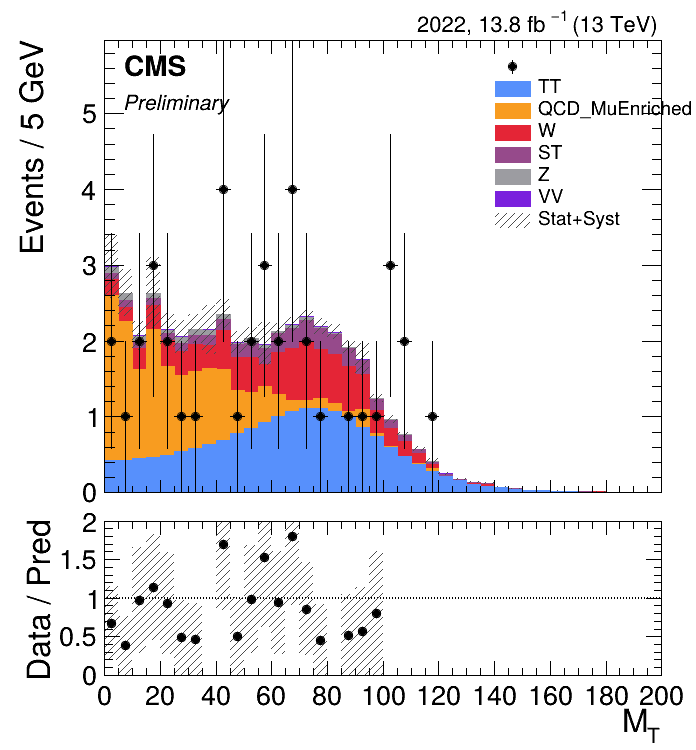 2022, 13.8 fb⁻¹ (13 TeV)
CMS
Preliminary
TT
QCD_MuEnriched
W
ST
Z
VV
Stat+Syst
Events / 5 GeV
5
4
3
2
1
0
Data / Pred
2
1.5
1
0.5
0
0 20 40 60 80 100 120 140 160 180 200
M_T